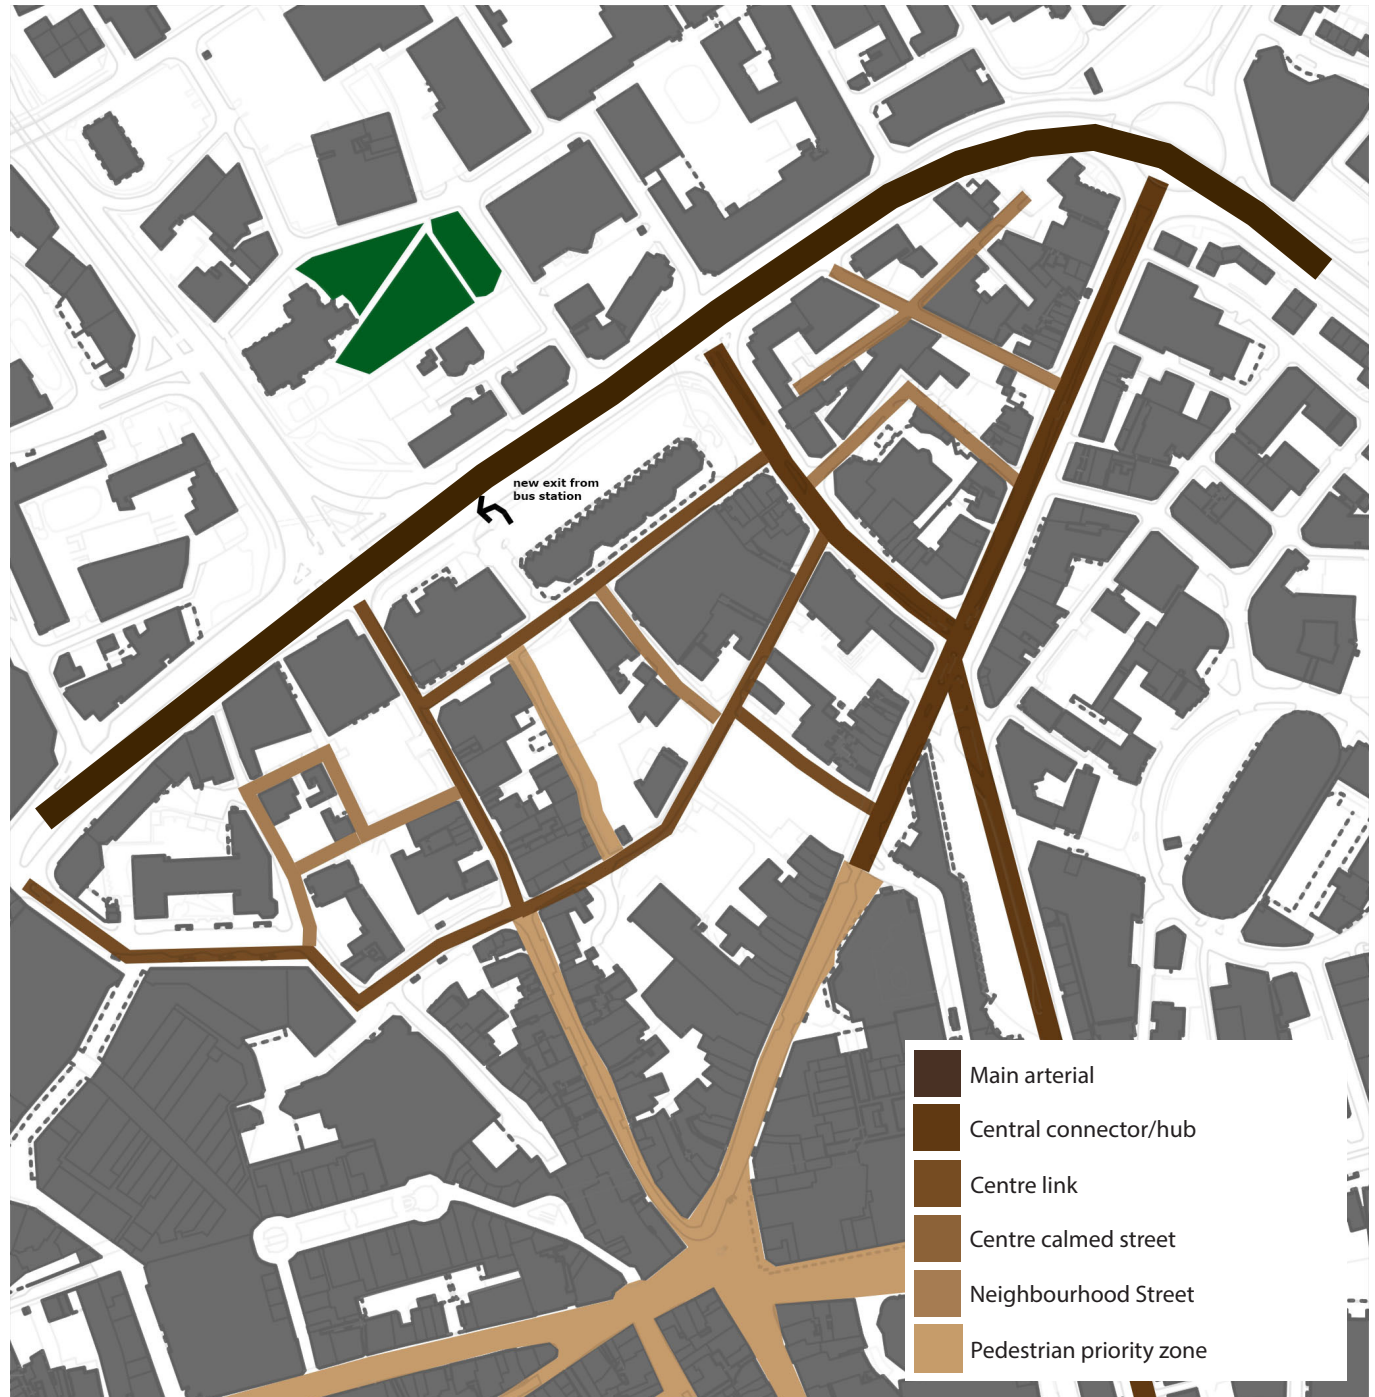 new exit from
bus station
Main arterial
Central connector/hub
Centre link
Centre calmed street
Neighbourhood Street
Pedestrian priority zone